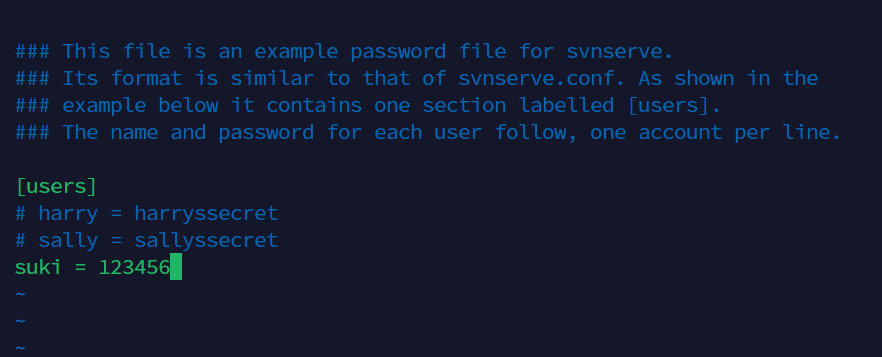 ### This file is an example password file for svnserve.
### Its format is similar to that of svnserve.conf. As shown in the
### example below it contains one section labelled [users].
### The name and password for each user follow, one account per line.
[users]
# harry = harryssecret
# sally = sallyssecret
suki = 123456
~
~
~